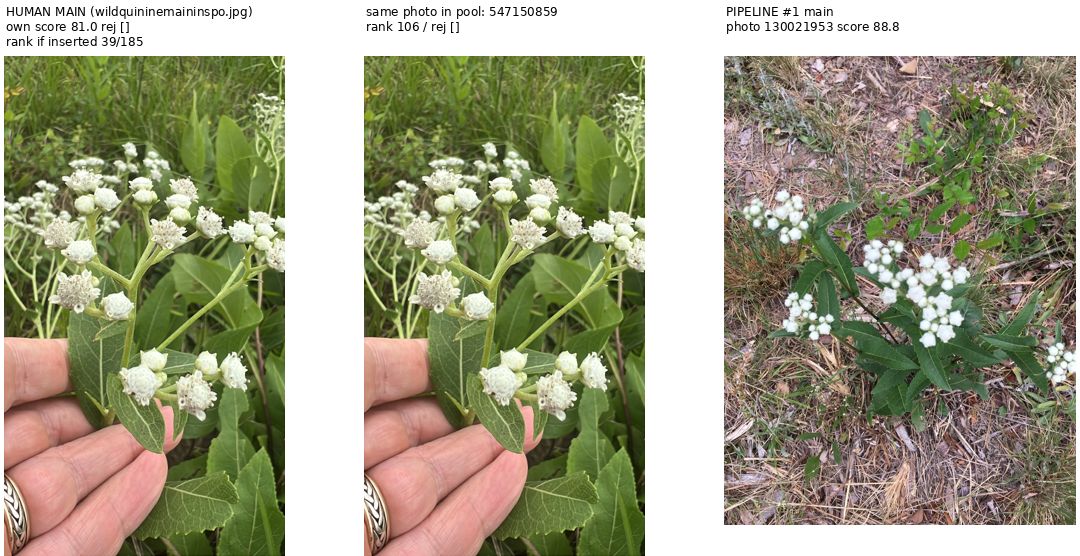 HUMAN MAIN (wildquininemaininspo.jpg)
own score 81.0 rej []
rank if inserted 39/185
same photo in pool: 547150859
rank 106 / rej []
PIPELINE #1 main
photo 130021953 score 88.8